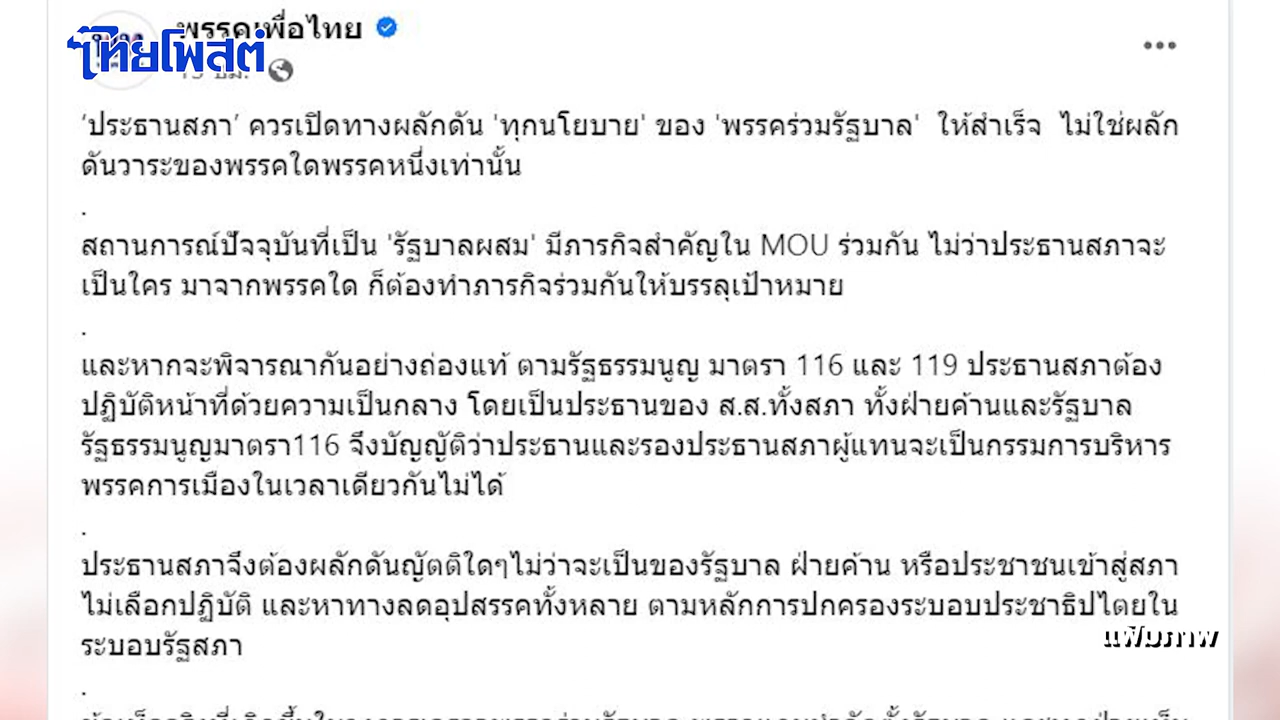 พรรคเพื่อไทย
ไทยโพสต์
‘ประธานสภา’ ควรเปิดทางผลักดัน 'ทุกนโยบาย' ของ 'พรรคร่วมรัฐบาล' ให้สำเร็จ ไม่ใช่ผลัก
ดันวาระของพรรคใดพรรคหนึ่งเท่านั้น
.
สถานการณ์ปัจจุบันที่เป็น 'รัฐบาลผสม' มีภารกิจสำคัญใน MOU ร่วมกัน ไม่ว่าประธานสภาจะ
เป็นใคร มาจากพรรคใด ก็ต้องทำภารกิจร่วมกันให้บรรลุเป้าหมาย
.
และหากจะพิจารณากันอย่างถ่องแท้ ตามรัฐธรรมนูญ มาตรา 116 และ 119 ประธานสภาต้อง
ปฏิบัติหน้าที่ด้วยความเป็นกลาง โดยเป็นประธานของ ส.ส.ทั้งสภา ทั้งฝ่ายค้านและรัฐบาล
รัฐธรรมนูญมาตรา116 จึงบัญญัติว่าประธานและรองประธานสภาผู้แทนจะเป็นกรรมการบริหาร
พรรคการเมืองในเวลาเดียวกันไม่ได้
.
ประธานสภาจึงต้องผลักดันญัตติใดๆไม่ว่าจะเป็นของรัฐบาล ฝ่ายค้าน หรือประชาชนเข้าสู่สภา
ไม่เลือกปฏิบัติ และหาทางลดอุปสรรคทั้งหลาย ตามหลักการปกครองระบอบประชาธิปไตยใน
ระบอบรัฐสภา
แฟ้มภาพ
.